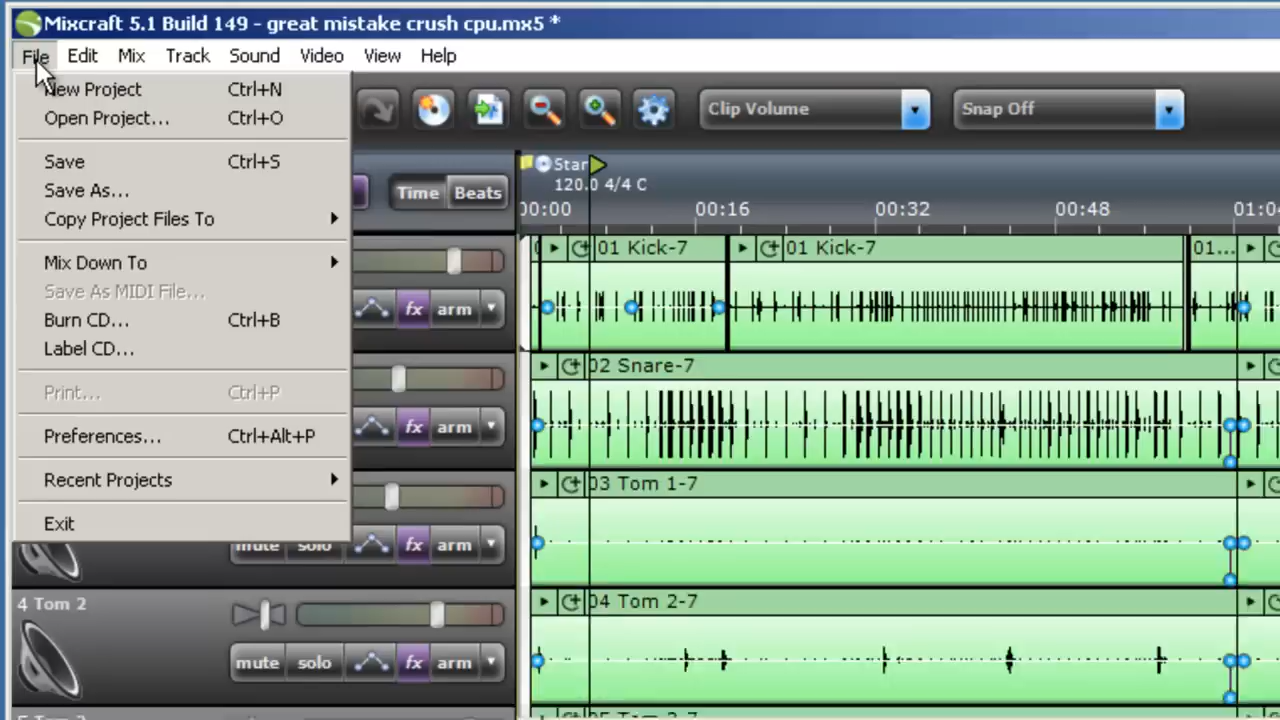 Mixcraft 5.1 Build 149 - great mistake crush cpu.mx5 *
File Edit Mix Track Sound Video View Help
New Project Ctrl+N
Open Project... Ctrl+O
Save Ctrl+S
Save As...
Copy Project Files To
Mix Down To
Save As MIDI File...
Burn CD... Ctrl+B
Label CD...
Print... Ctrl+P
Preferences... Ctrl+Alt+P
Recent Projects
Exit
Clip Volume Snap Off
Time Beats
Star
120.0 4/4 C
00:00 00:16 00:32 00:48 01:04
01 Kick-7 01 Kick-7 01...
fx arm
02 Snare-7
fx arm
03 Tom 1-7
mute solo fx arm
4 Tom 2
04 Tom 2-7
mute solo fx arm